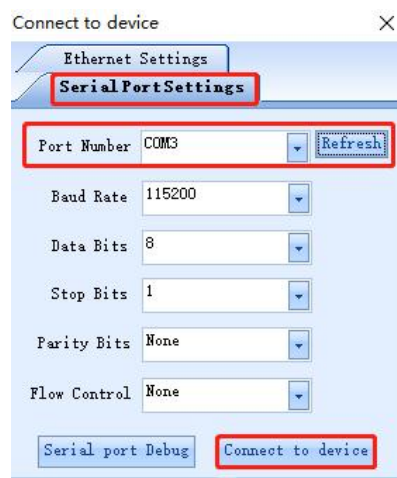 Connect to device
Ethernet Settings
SerialPortSettings
Port Number COM3 Refresh
Baud Rate 115200
Data Bits 8
Stop Bits 1
Parity Bits None
Flow Control None
Serial port Debug Connect to device